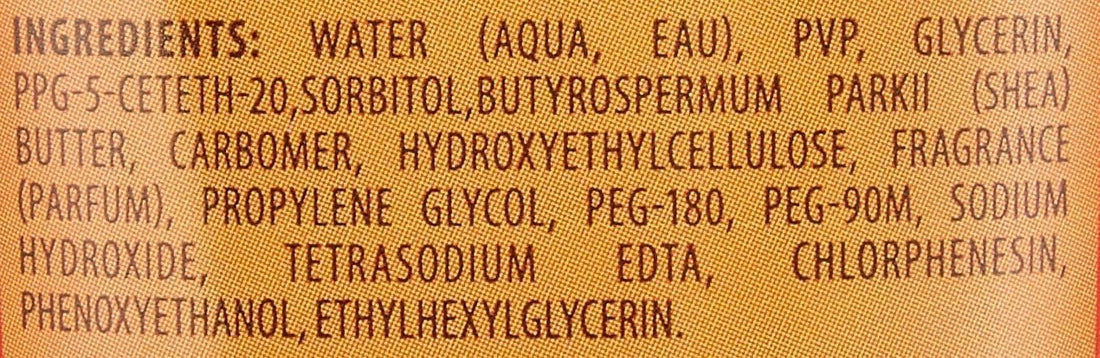 INGREDIENTS: WATER (AQUA, EAU), PVP, GLYCERIN,
PPG-5-CETETH-20,SORBITOL,BUTYROSPERMUM PARKII (SHEA)
BUTTER, CARBOMER, HYDROXYETHYLCELLULOSE, FRAGRANCE
(PARFUM), PROPYLENE GLYCOL, PEG-180, PEG-90M, SODIUM
HYDROXIDE, TETRASODIUM EDTA, CHLORPHENESIN,
PHENOXYETHANOL, ETHYLHEXYLGLYCERIN.